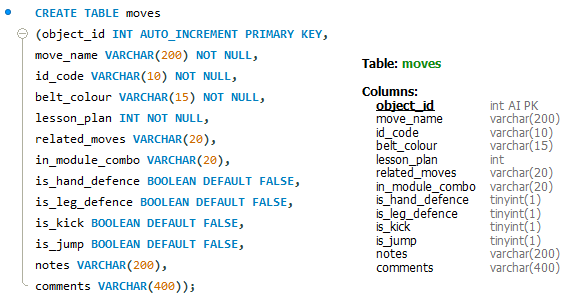 CREATE TABLE moves
(object_id INT AUTO_INCREMENT PRIMARY KEY,
move_name VARCHAR(200) NOT NULL,
id_code VARCHAR(10) NOT NULL,
belt_colour VARCHAR(15) NOT NULL,
lesson_plan INT NOT NULL,
related_moves VARCHAR(20),
in_module_combo VARCHAR(20),
is_hand_defence BOOLEAN DEFAULT FALSE,
is_leg_defence BOOLEAN DEFAULT FALSE,
is_kick BOOLEAN DEFAULT FALSE,
is_jump BOOLEAN DEFAULT FALSE,
notes VARCHAR(200),
comments VARCHAR(400));
Table: moves
Columns:
object_id int AI PK
move_name varchar(200)
id_code varchar(10)
belt_colour varchar(15)
lesson_plan int
related_moves varchar(20)
in_module_combo varchar(20)
is_hand_defence tinyint(1)
is_leg_defence tinyint(1)
is_kick tinyint(1)
is_jump tinyint(1)
notes varchar(200)
comments varchar(400)